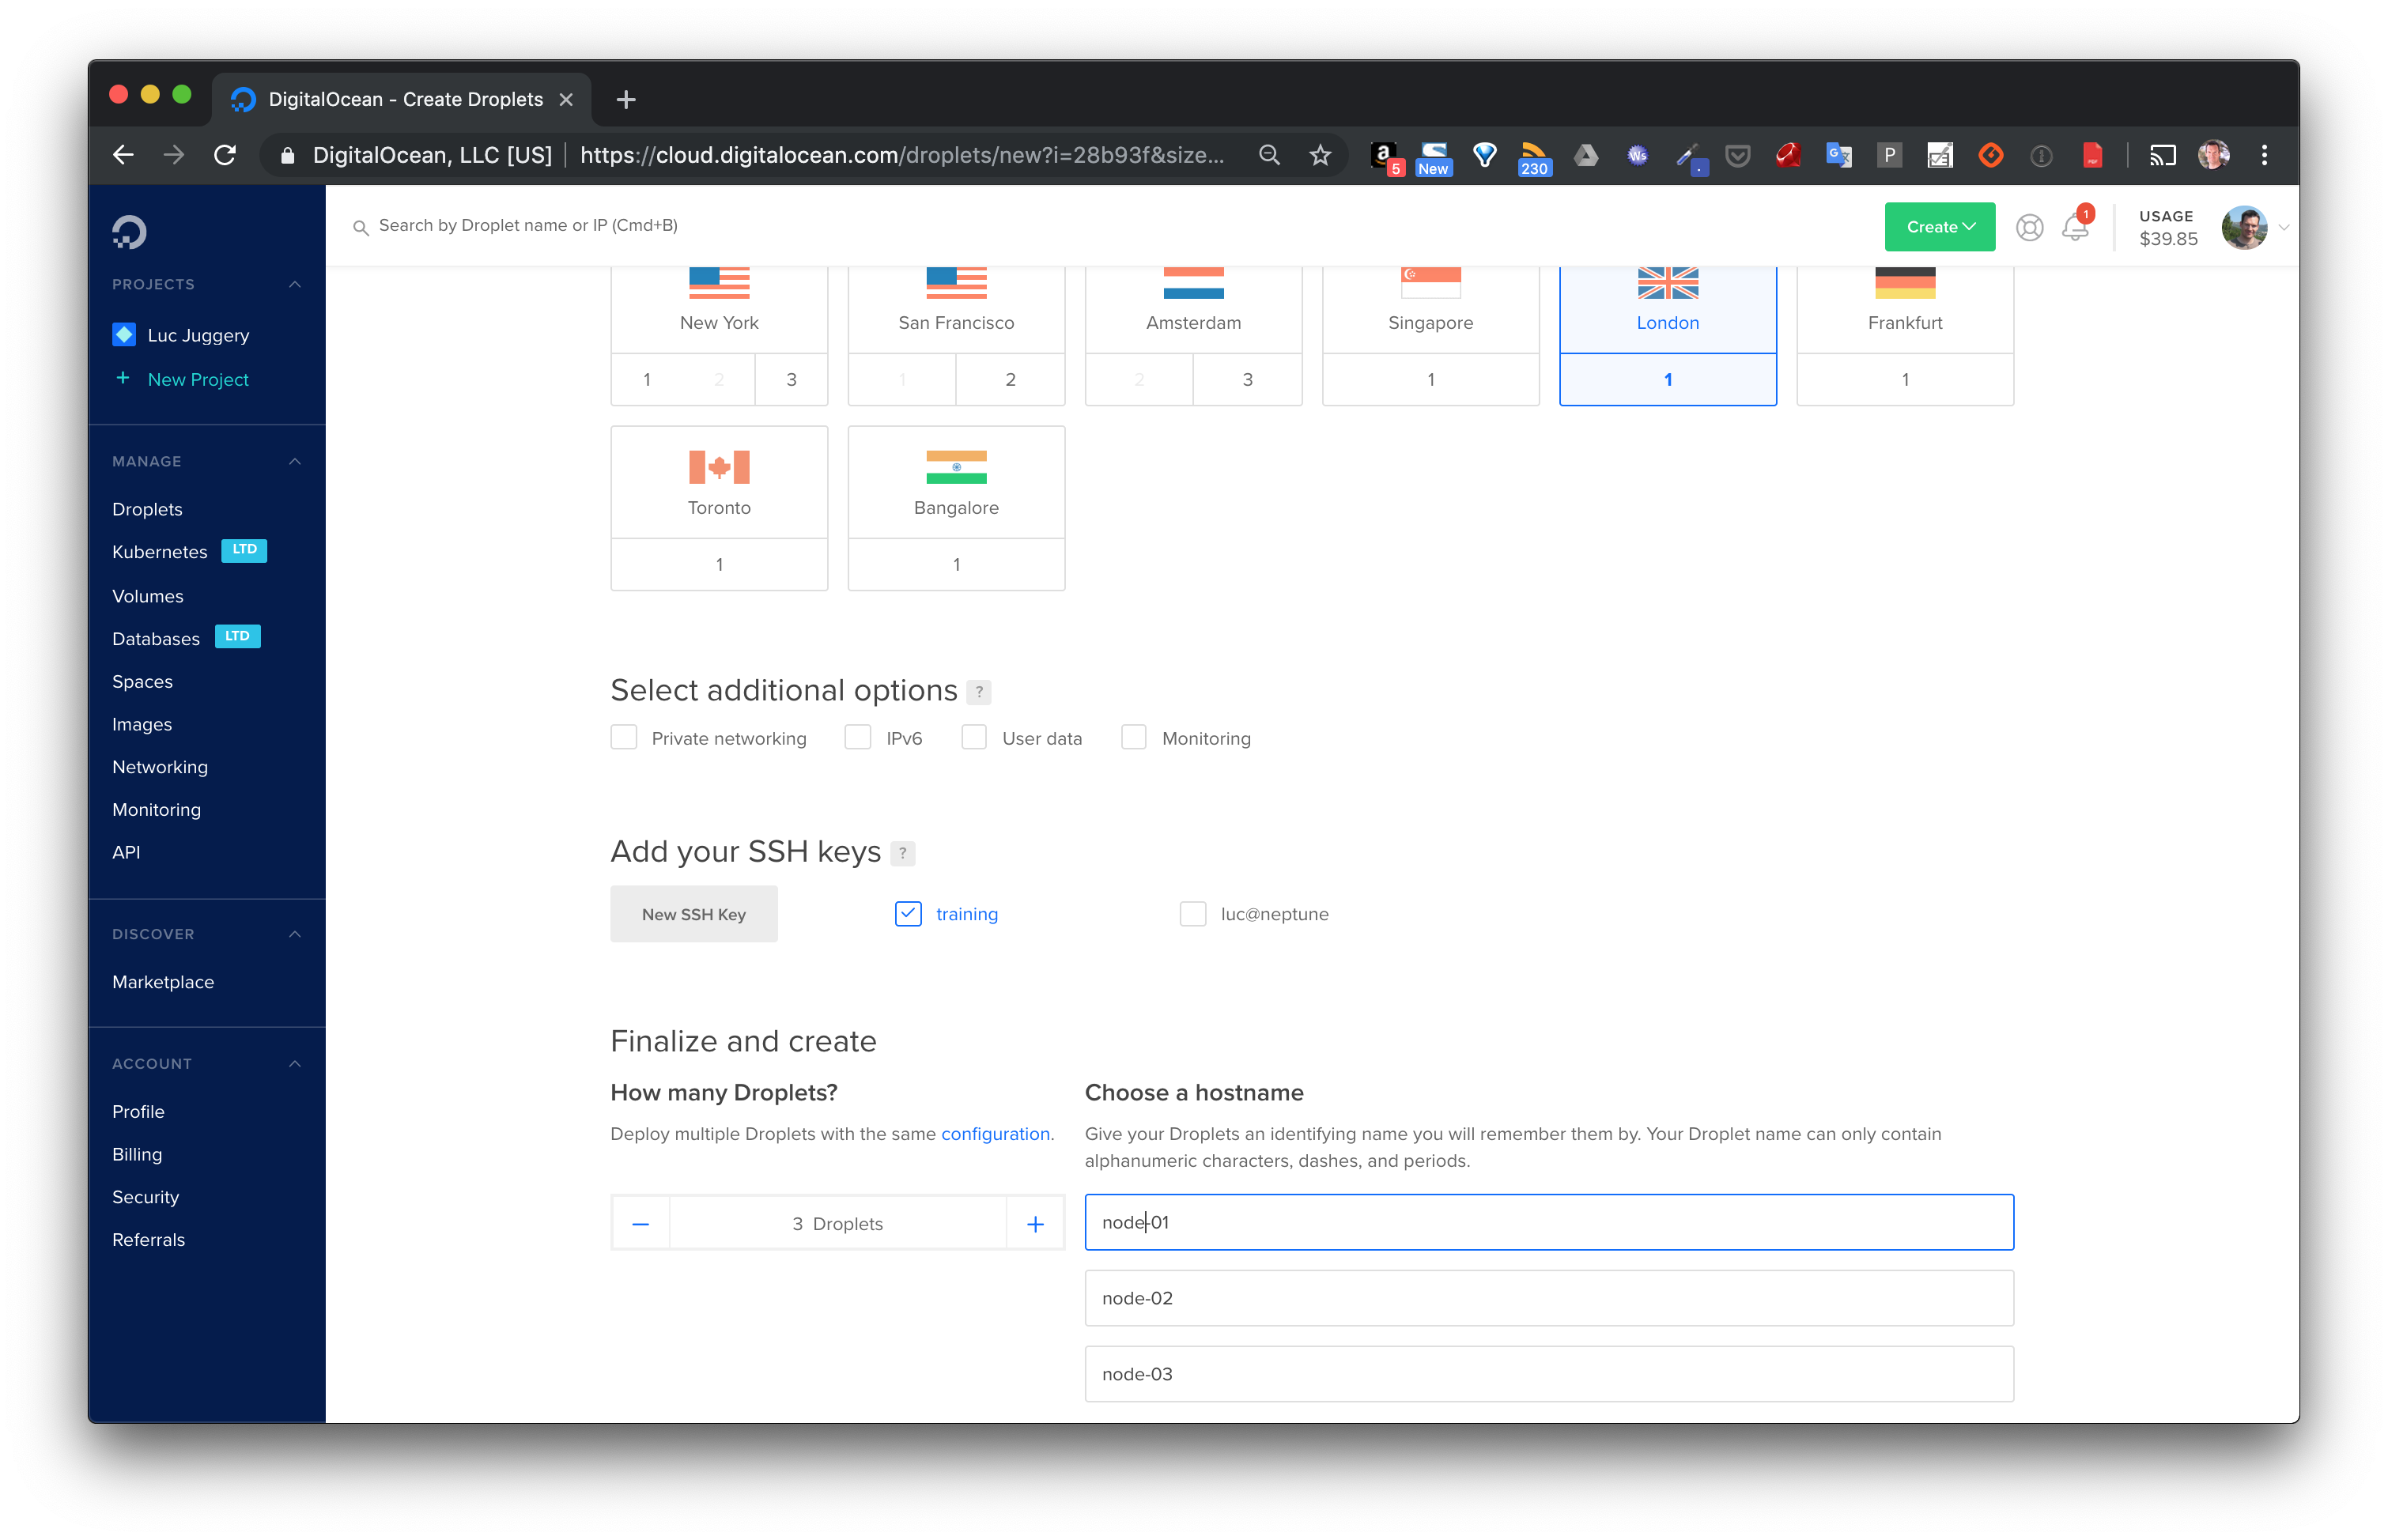 DigitalOcean - Create Droplets
DigitalOcean, LLC [US] https://cloud.digitalocean.com/droplets/new?i=28b93f&size...
5
New
230
Ws
G
P
Search by Droplet name or IP (Cmd+B)
Create
1
USAGE
$39.85
PROJECTS
Luc Juggery
+ New Project
MANAGE
Droplets
Kubernetes LTD
Volumes
Databases LTD
Spaces
Images
Networking
Monitoring
API
DISCOVER
Marketplace
ACCOUNT
Profile
Billing
Security
Referrals
New York San Francisco Amsterdam Singapore London Frankfurt
1 2 3 1 2 2 3 1 1 1
Toronto Bangalore
1 1
Select additional options ?
Private networking IPv6 User data Monitoring
Add your SSH keys ?
New SSH Key training luc@neptune
Finalize and create
How many Droplets?
Deploy multiple Droplets with the same configuration.
3 Droplets
Choose a hostname
Give your Droplets an identifying name you will remember them by. Your Droplet name can only contain
alphanumeric characters, dashes, and periods.
node-01
node-02
node-03